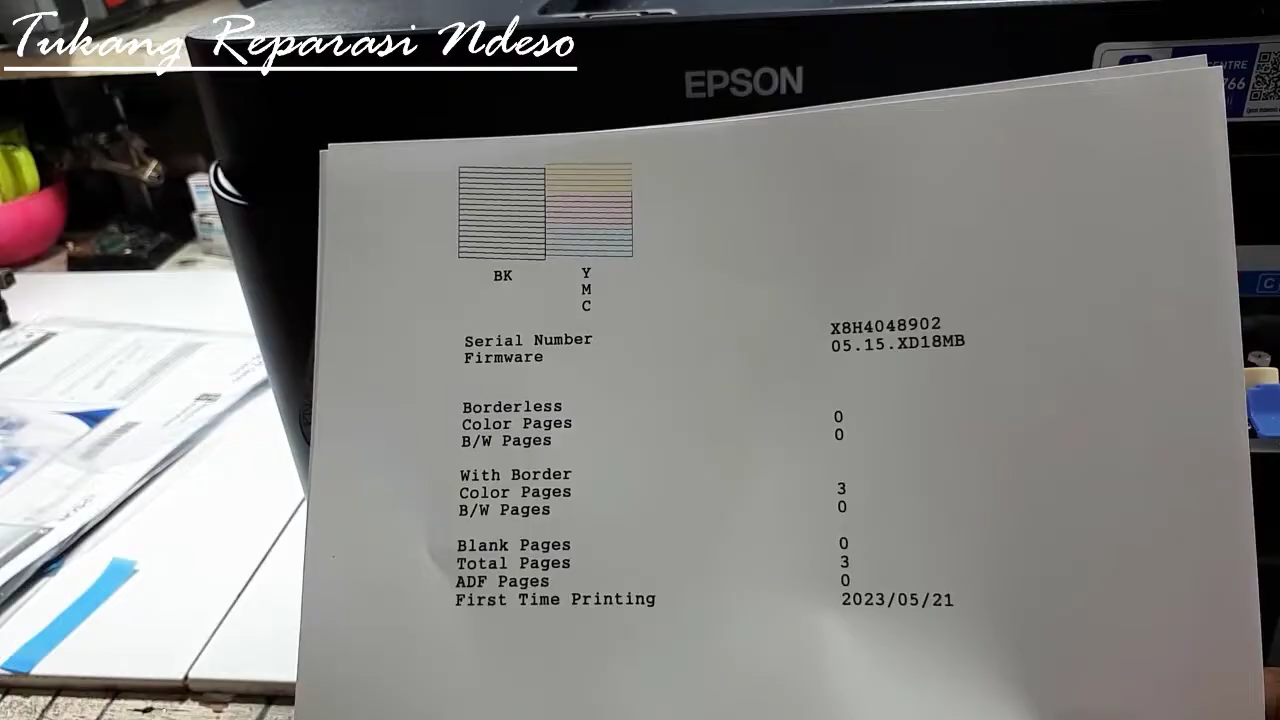 Tukang Reparasi Ndeso
EPSON
CENTRE
766
BK
Y
M
C
Serial Number X8H4048902
Firmware 05.15.XD18MB
Borderless
Color Pages 0
B/W Pages 0
With Border
Color Pages 3
B/W Pages 0
Blank Pages 0
Total Pages 3
ADF Pages 0
First Time Printing 2023/05/21